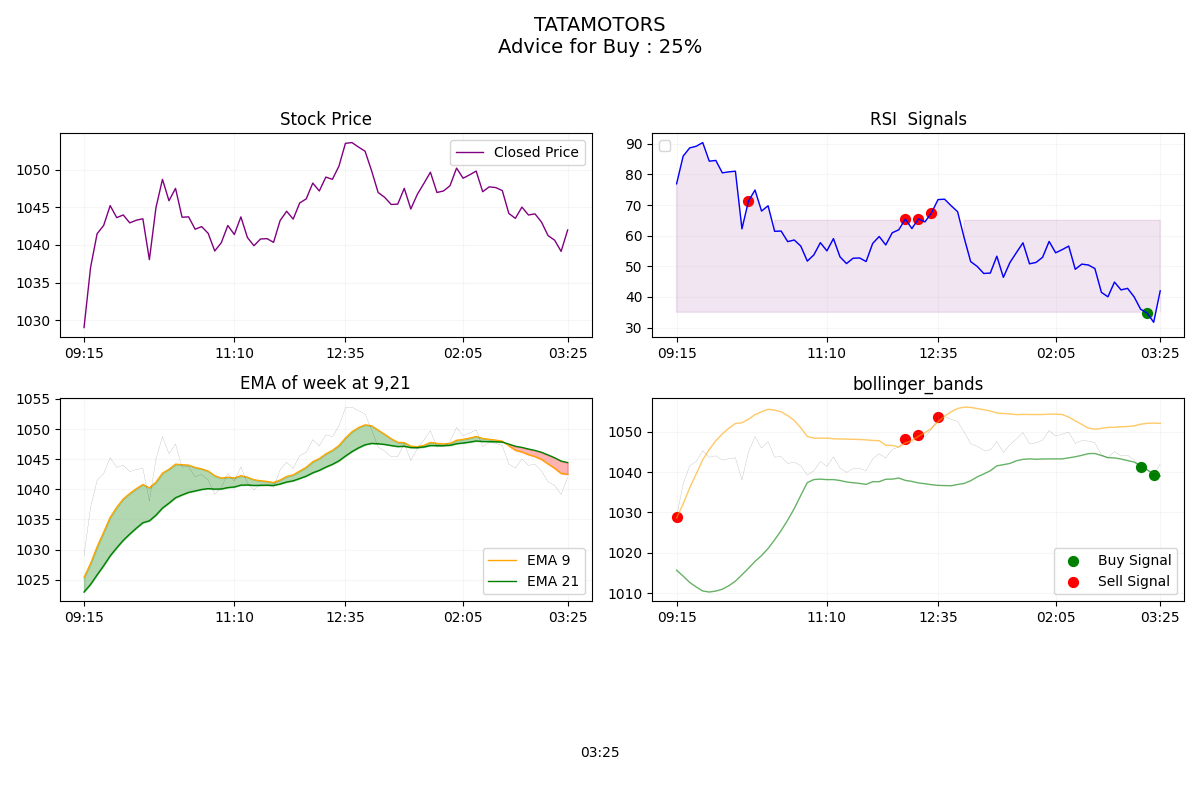 TATAMOTORS
Advice for Buy : 25%
Stock Price
1050
1045
1040
1035
1030
Closed Price
09:15 11:10 12:35 02:05 03:25
RSI  Signals
90
80
70
60
50
40
30
09:15 11:10 12:35 02:05 03:25
EMA of week at 9,21
1055
1050
1045
1040
1035
1030
1025
EMA 9
EMA 21
09:15 11:10 12:35 02:05 03:25
bollinger_bands
1050
1040
1030
1020
1010
Buy Signal
Sell Signal
09:15 11:10 12:35 02:05 03:25
03:25